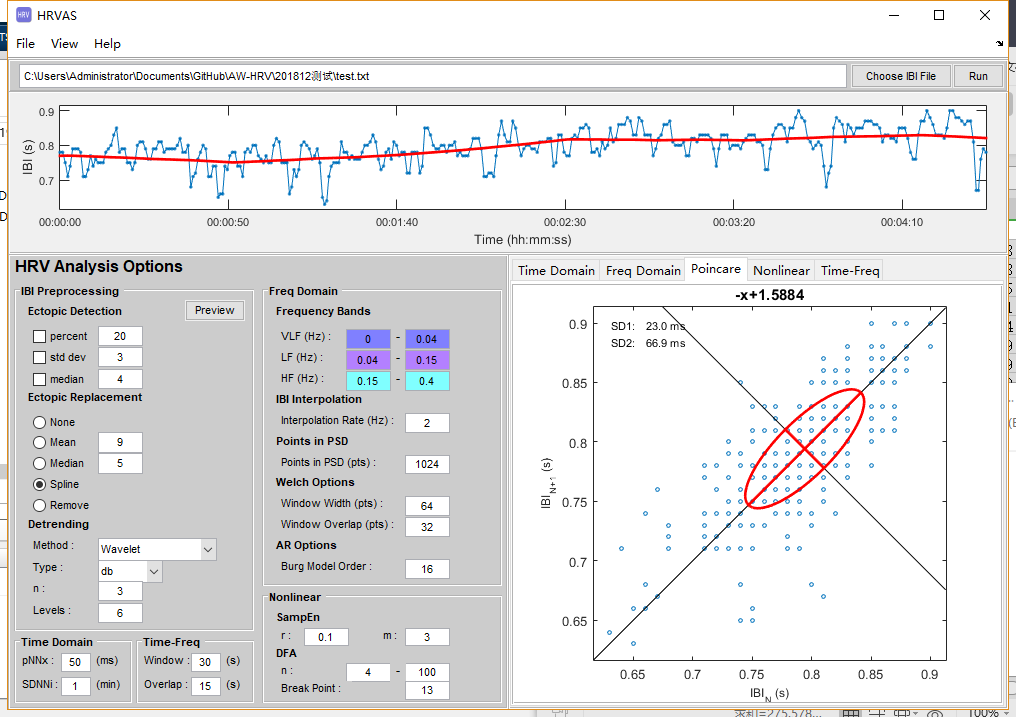 HRV HRVAS
File View Help
C:\Users\Administrator\Documents\GitHub\AW-HRV\201812测试\test.txt Choose IBI File Run
IBI (s)
0.9
0.8
0.7
00:00:00 00:00:50 00:01:40 00:02:30 00:03:20 00:04:10
Time (hh:mm:ss)
HRV Analysis Options
IBI Preprocessing
Ectopic Detection Preview
percent 20
std dev 3
median 4
Ectopic Replacement
None
Mean 9
Median 5
Spline
Remove
Detrending
Method : Wavelet
Type : db
n : 3
Levels : 6
Time Domain
pNNx : 50 (ms)
SDNNi : 1 (min)
Time-Freq
Window : 30 (s)
Overlap : 15 (s)
Freq Domain
Frequency Bands
VLF (Hz) : 0 - 0.04
LF (Hz) : 0.04 - 0.15
HF (Hz) : 0.15 - 0.4
IBI Interpolation
Interpolation Rate (Hz) : 2
Points in PSD
Points in PSD (pts) : 1024
Welch Options
Window Width (pts) : 64
Window Overlap (pts) : 32
AR Options
Burg Model Order : 16
Nonlinear
SampEn
r : 0.1 m : 3
DFA
n : 4 - 100
Break Point : 13
Time Domain Freq Domain Poincare Nonlinear Time-Freq
-x+1.5884
SD1: 23.0 ms
SD2: 66.9 ms
IBI N+1 (s)
0.9
0.85
0.8
0.75
0.7
0.65
0.65 0.7 0.75 0.8 0.85 0.9
IBI N (s)
100%